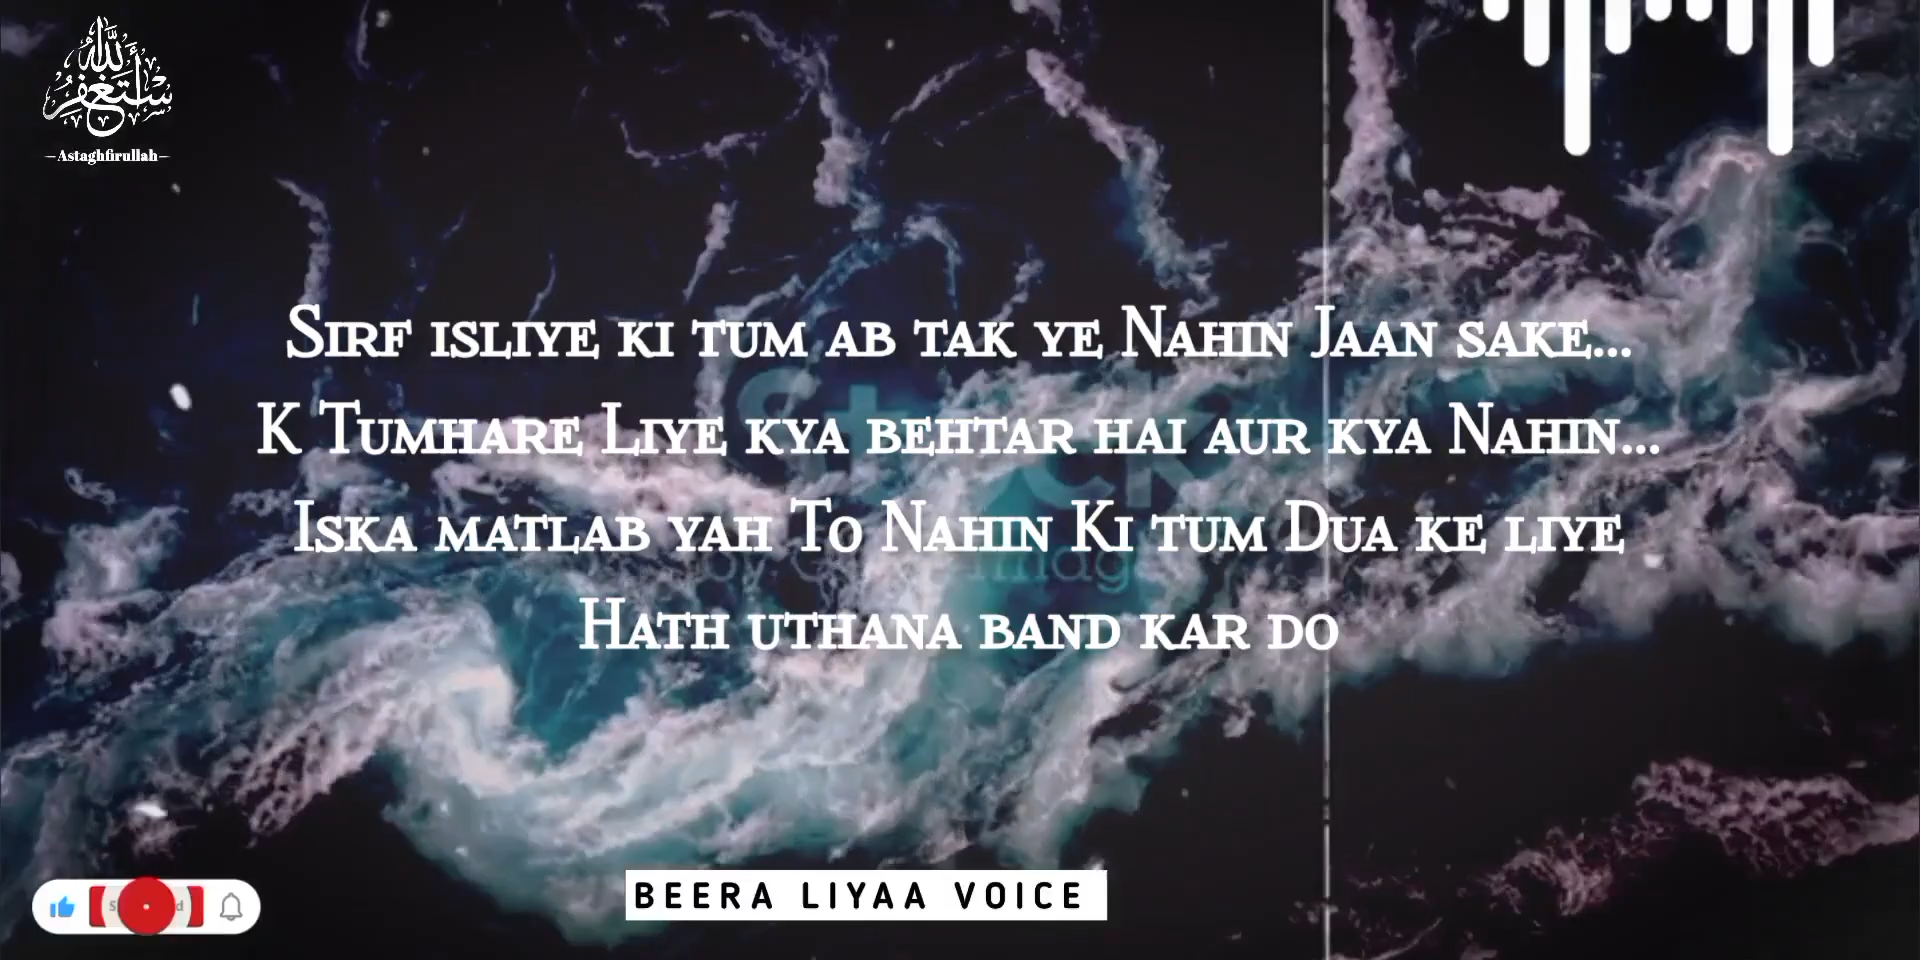 أستغفر الله
—Astaghfirullah—
Sirf isliye ki tum ab tak ye Nahin Jaan sake...
K Tumhare Liye kya behtar hai aur kya Nahin...
Iska matlab yah To Nahin Ki tum Dua ke liye
Hath uthana band kar do
BEERA LIYAA VOICE